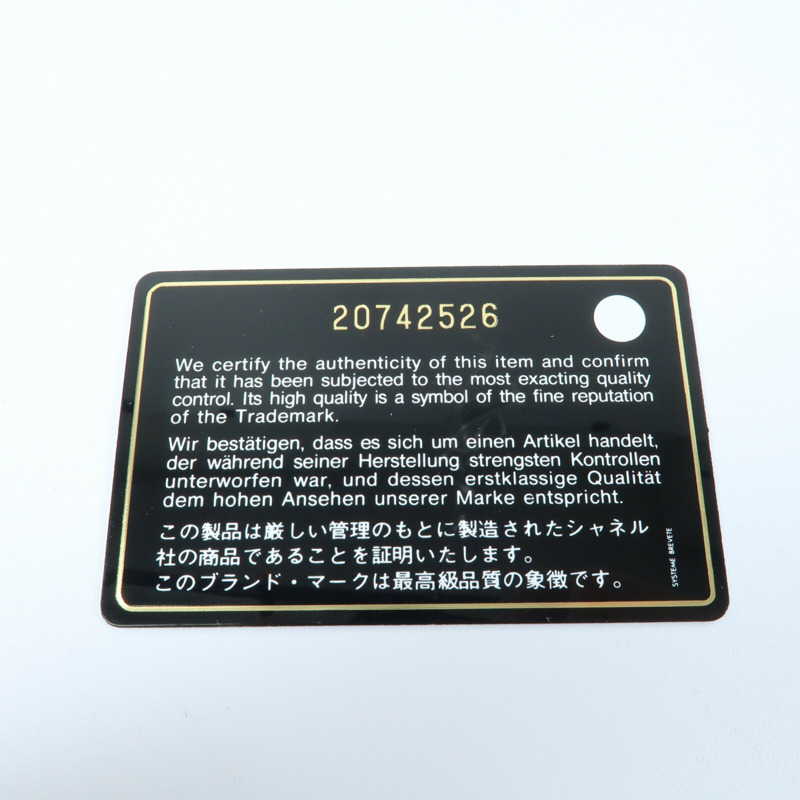 20742526
We certify the authenticity of this item and confirm
that it has been subjected to the most exacting quality
control. Its high quality is a symbol of the fine reputation
of the Trademark.
Wir bestätigen, dass es sich um einen Artikel handelt,
der während seiner Herstellung strengsten Kontrollen
unterworfen war, und dessen erstklassige Qualität
dem hohen Ansehen unserer Marke entspricht.
この製品は厳しい管理のもとに製造されたシャネル
社の商品であることを証明いたします。
このブランド・マークは最高級品質の象徴です。
SYSTEME BREVETE